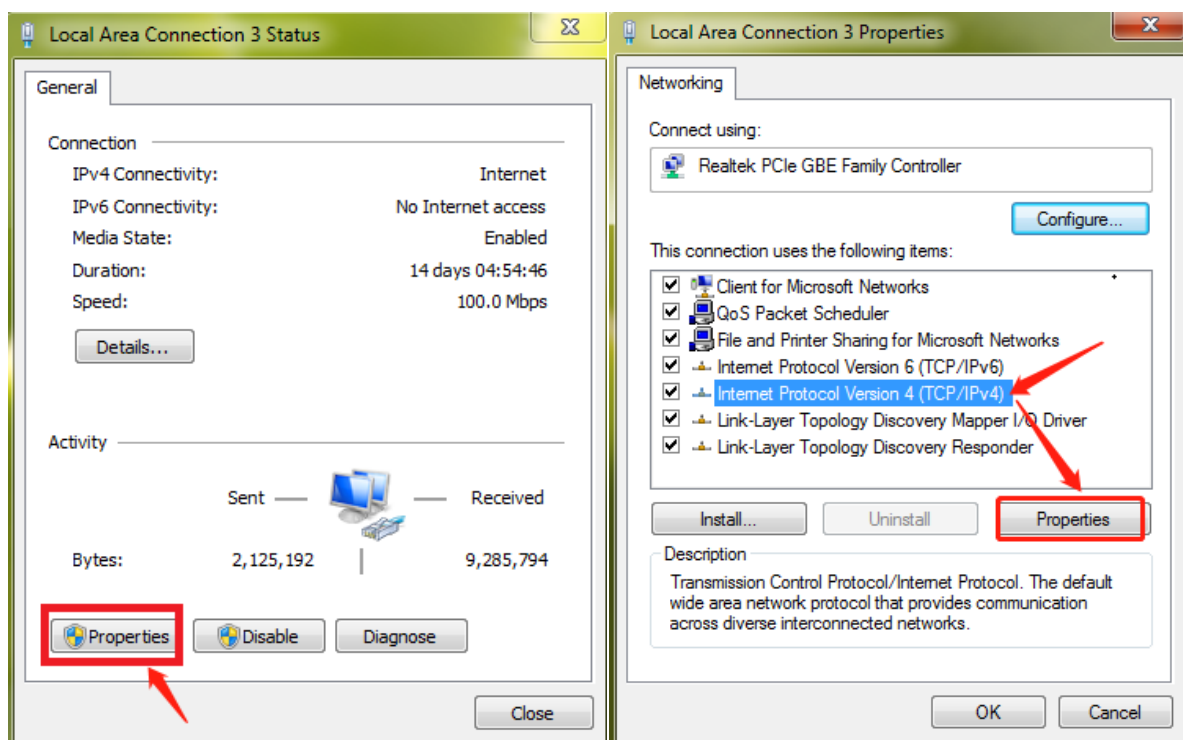 Local Area Connection 3 Status
General
Connection
IPv4 Connectivity: Internet
IPv6 Connectivity: No Internet access
Media State: Enabled
Duration: 14 days 04:54:46
Speed: 100.0 Mbps
Details...
Activity
Sent Received
Bytes: 2,125,192 9,285,794
Properties Disable Diagnose
Close
Local Area Connection 3 Properties
Networking
Connect using:
Realtek PCIe GBE Family Controller
Configure...
This connection uses the following items:
Client for Microsoft Networks
QoS Packet Scheduler
File and Printer Sharing for Microsoft Networks
Internet Protocol Version 6 (TCP/IPv6)
Internet Protocol Version 4 (TCP/IPv4)
Link-Layer Topology Discovery Mapper I/O Driver
Link-Layer Topology Discovery Responder
Install... Uninstall Properties
Description
Transmission Control Protocol/Internet Protocol. The default
wide area network protocol that provides communication
across diverse interconnected networks.
OK Cancel